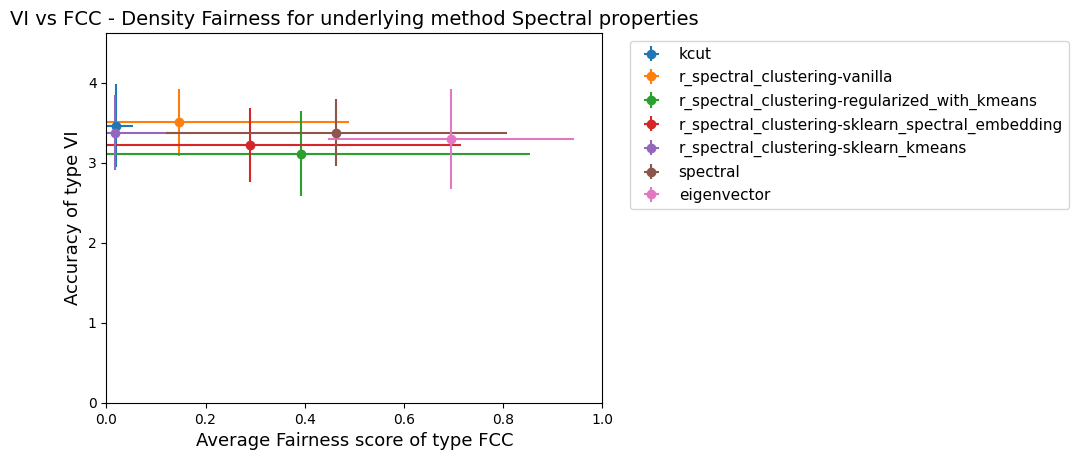 VI vs FCC - Density Fairness for underlying method Spectral properties
Accuracy of type VI
4
3
2
1
0
0.0 0.2 0.4 0.6 0.8 1.0
Average Fairness score of type FCC
kcut
r_spectral_clustering-vanilla
r_spectral_clustering-regularized_with_kmeans
r_spectral_clustering-sklearn_spectral_embedding
r_spectral_clustering-sklearn_kmeans
spectral
eigenvector